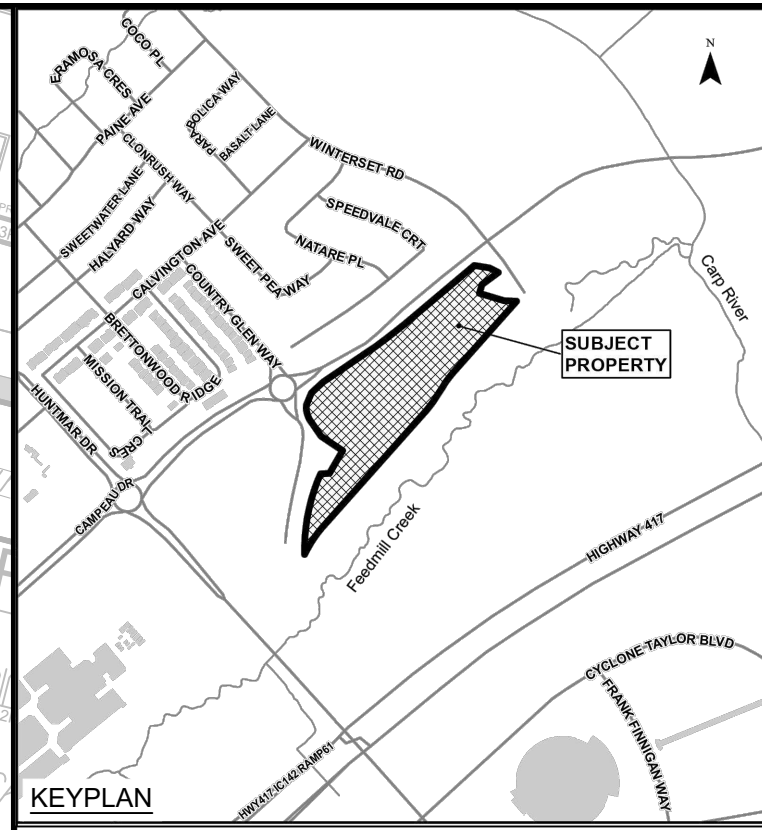 COCO PL
N
ERAMOSA CRES
PAINE AVE
BOLICA WAY
PARA
BASALT LANE
CLONRUSH WAY
WINTERSET RD
SWEETWATER LANE
HALYARD WAY
SPEEDVALE CRT
CALVINGTON AVE
SWEET PEA WAY
NATARE PL
COUNTRY GLEN WAY
Carp River
BRETTONWOOD RIDGE
SUBJECT
PROPERTY
MISSION TRAIL CRES
HUNTMAR DR
CAMPEAU DR
Feedmill Creek
HIGHWAY 417
CYCLONE TAYLOR BLVD
FRANK FINNIGAN WAY
HWY417 IC142 RAMP61
KEYPLAN